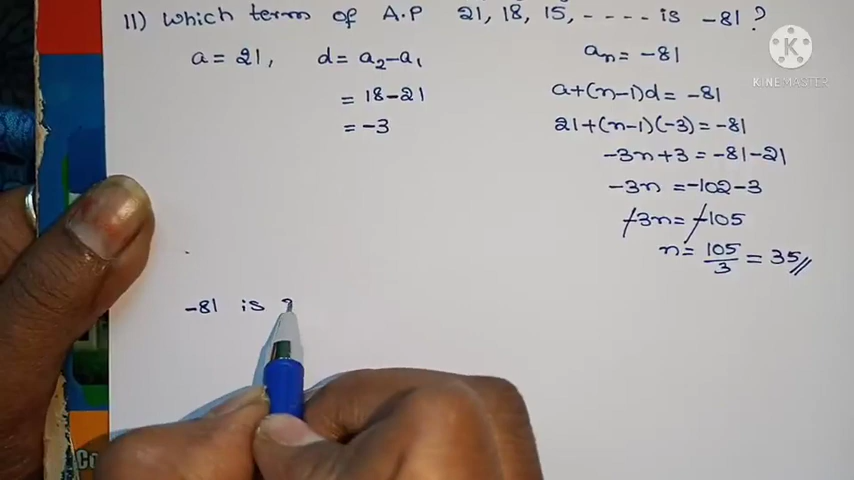 11) Which term of A.P 21, 18, 15, - - - - is -81 ?
a = 21, d = a₂-a₁
= 18-21
= -3
aₙ = -81
a+(n-1)d = -81
21+(n-1)(-3) = -81
-3n+3 = -81-21
-3n = -102-3
-3n = -105
n = 105/3 = 35//
-81 is
KINEMASTER